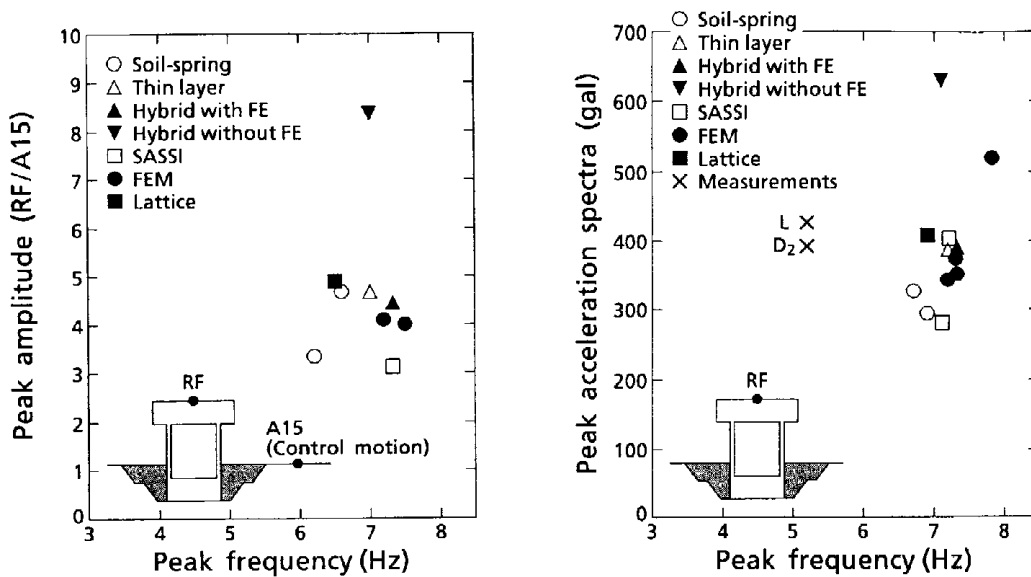 Peak amplitude (RF/A15)
10
9
8
7
6
5
4
3
2
1
0
○ Soil-spring
△ Thin layer
▲ Hybrid with FE
▼ Hybrid without FE
□ SASSI
● FEM
■ Lattice
RF
A15
(Control motion)
3 4 5 6 7 8
Peak frequency (Hz)
Peak acceleration spectra (gal)
700
600
500
400
300
200
100
80
0
○ Soil-spring
△ Thin layer
▲ Hybrid with FE
▼ Hybrid without FE
□ SASSI
● FEM
■ Lattice
× Measurements
L
D2
RF
3 4 5 6 7 8
Peak frequency (Hz)